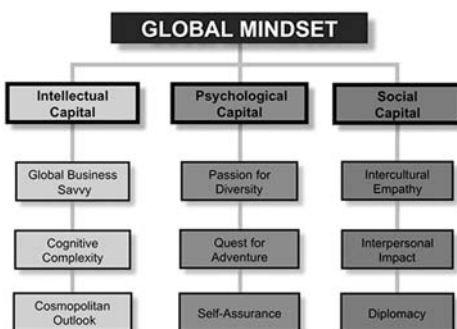 GLOBAL MINDSET
Intellectual
Capital
Psychological
Capital
Social
Capital
Global Business
Savvy
Passion for
Diversity
Intercultural
Empathy
Cognitive
Complexity
Quest for
Adventure
Interpersonal
Impact
Cosmopolitan
Outlook
Self-Assurance
Diplomacy